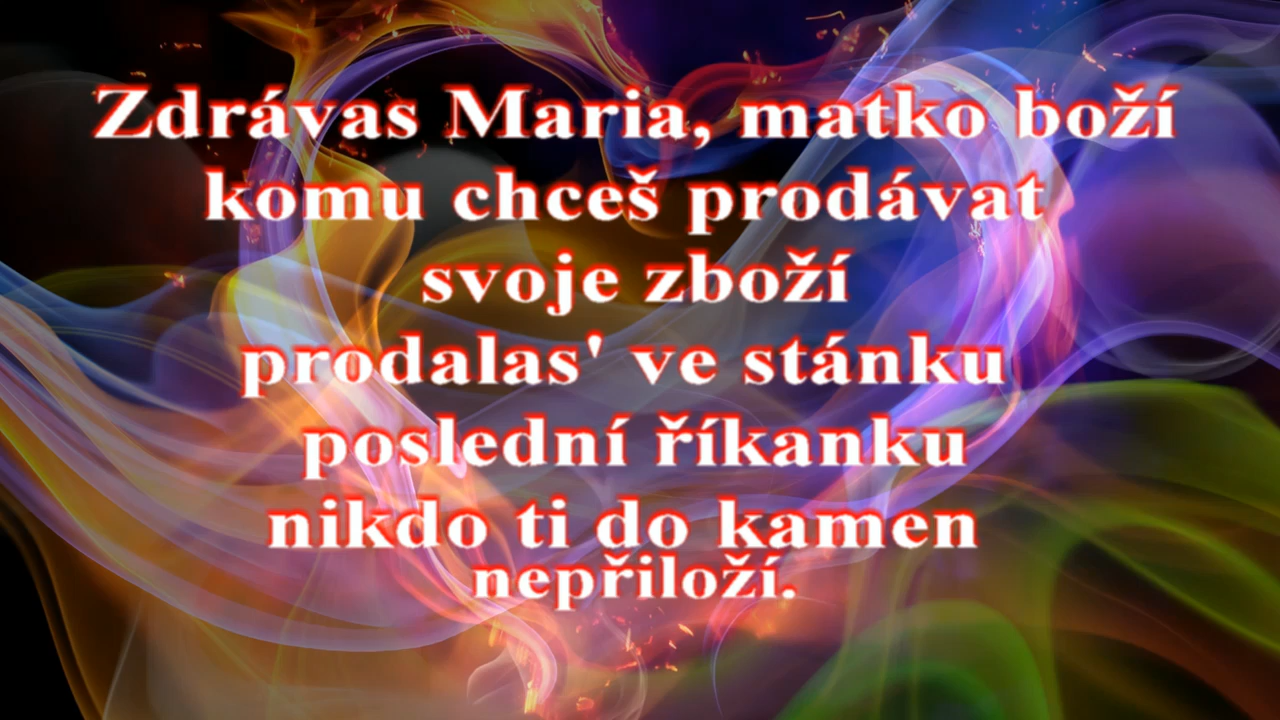 Zdrávas Maria, matko boží
komu chceš prodávat
svoje zboží
prodalas' ve stánku
poslední říkanku
nikdo ti do kamen
nepřiloží.